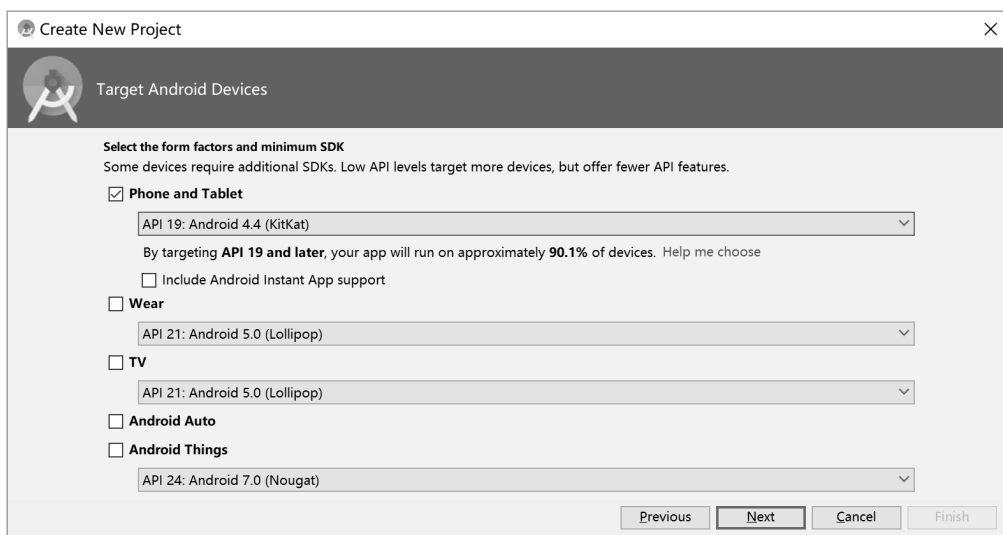 Create New Project
Target Android Devices
Select the form factors and minimum SDK
Some devices require additional SDKs. Low API levels target more devices, but offer fewer API features.
Phone and Tablet
API 19: Android 4.4 (KitKat)
By targeting API 19 and later, your app will run on approximately 90.1% of devices. Help me choose
Include Android Instant App support
Wear
API 21: Android 5.0 (Lollipop)
TV
API 21: Android 5.0 (Lollipop)
Android Auto
Android Things
API 24: Android 7.0 (Nougat)
Previous Next Cancel Finish